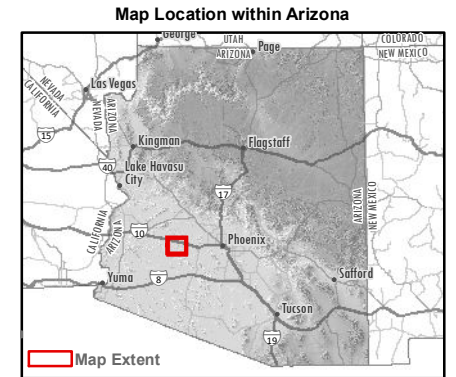 Map Location within Arizona
George
UTAH
ARIZONA
Page
COLORADO
NEW MEXICO
Las Vegas
NEVADA
CALIFORNIA
NEVADA
ARIZONA
15
Kingman
Flagstaff
40
Lake Havasu
City
17
ARIZONA
NEW MEXICO
CALIFORNIA
ARIZONA
10
Phoenix
Yuma
8
Safford
Tucson
19
Map Extent